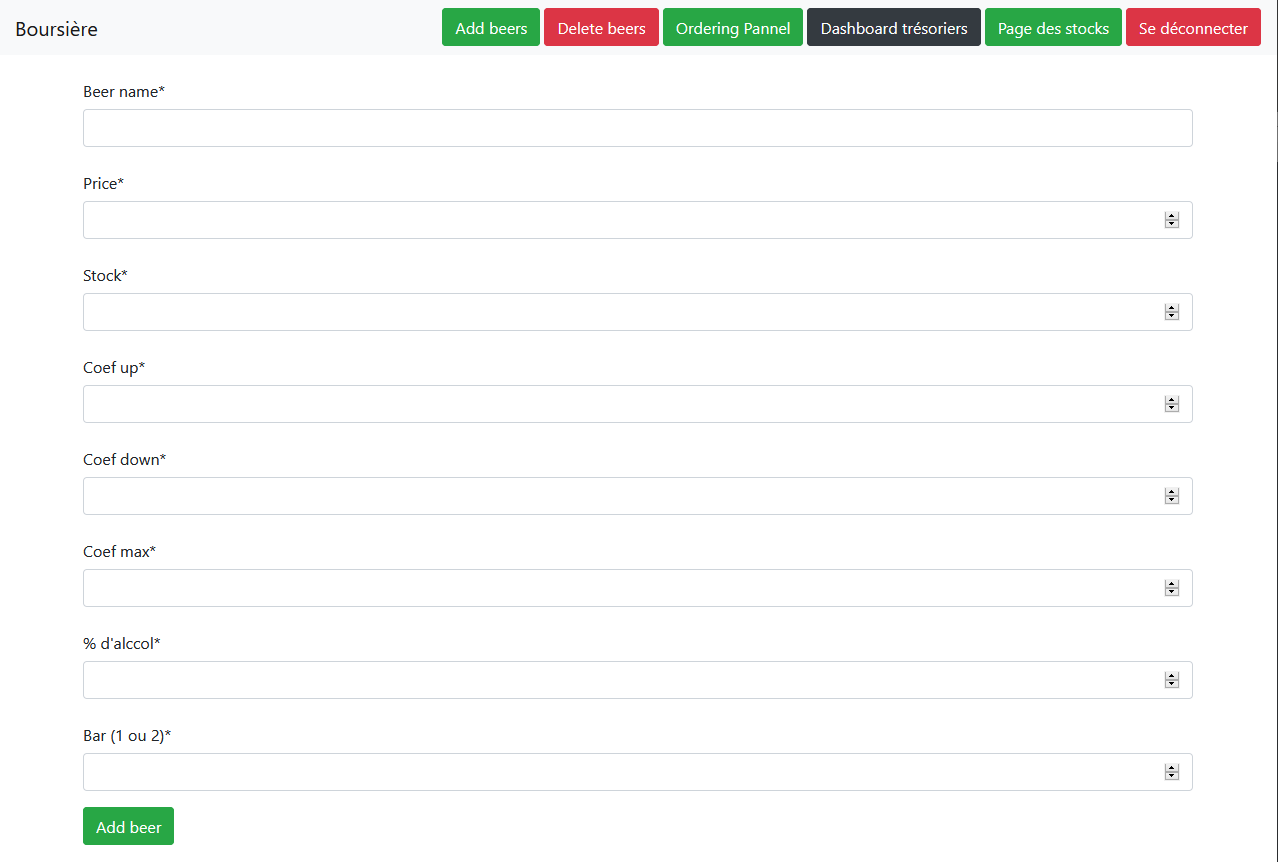 Boursière
Add beers
Delete beers
Ordering Pannel
Dashboard trésoriers
Page des stocks
Se déconnecter
Beer name*
Price*
Stock*
Coef up*
Coef down*
Coef max*
% d'alccol*
Bar (1 ou 2)*
Add beer